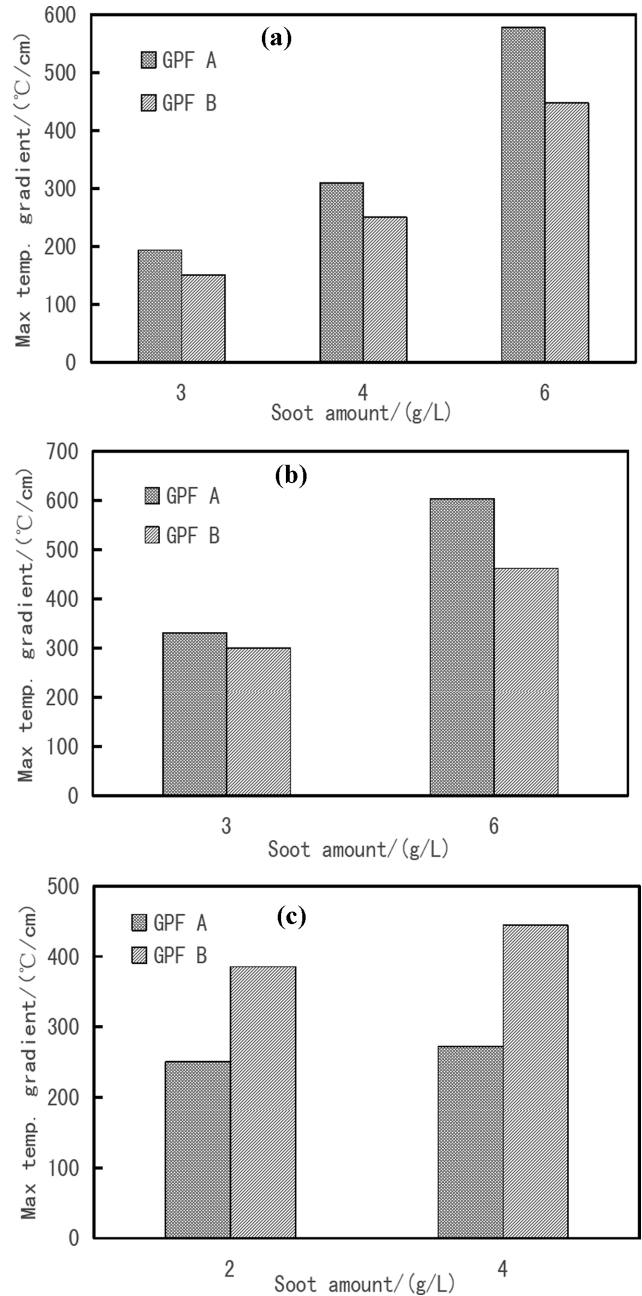 (a)
GPF A
GPF B
600
500
400
300
200
100
0
Max temp. gradient/(℃/cm)
3 4 6
Soot amount/(g/L)
(b)
GPF A
GPF B
700
600
500
400
300
200
100
0
Max temp. gradient/(℃/cm)
3 6
Soot amount/(g/L)
(c)
GPF A
GPF B
500
400
300
200
100
0
Max temp. gradient/(℃/cm)
2 4
Soot amount/(g/L)